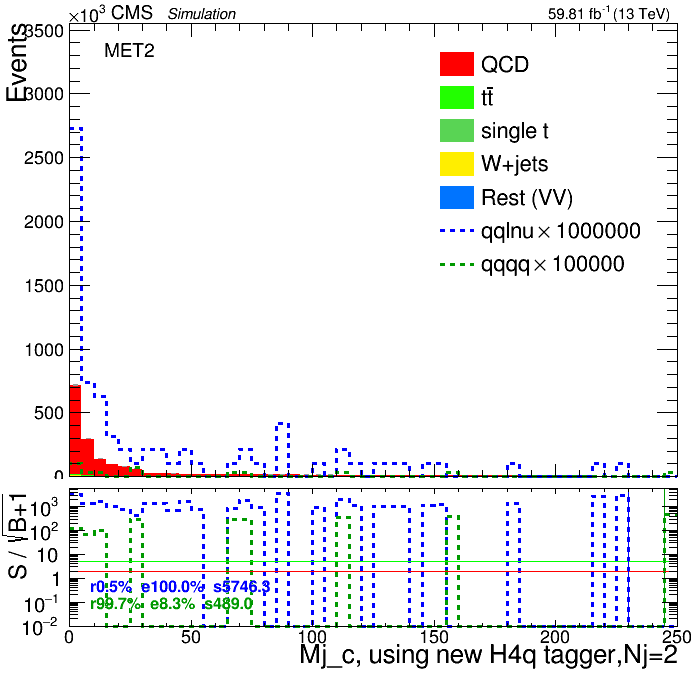 ×10³ CMS Simulation 59.81 fb⁻¹ (13 TeV)
Events
3500
3000
2500
2000
1500
1000
500
0
MET2
QCD
tt̄
single t
W+jets
Rest (VV)
qqlnu × 1000000
qqqq × 100000
S / √B+1
10³
10²
10
1
10⁻¹
10⁻²
r0.5% e100.0% s5746.3
r99.7% e8.3% s489.0
0 50 100 150 200 250
Mj_c, using new H4q tagger,Nj=2